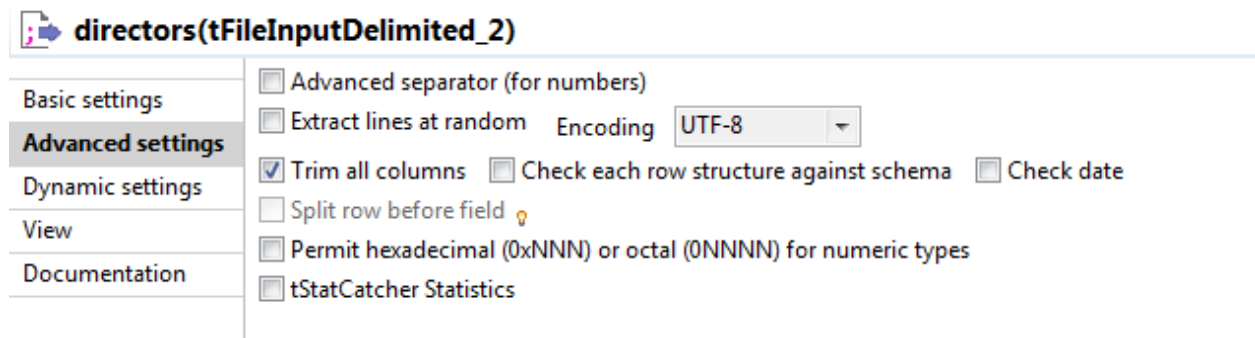 directors(tFileInputDelimited_2)
Basic settings
Advanced settings
Dynamic settings
View
Documentation
Advanced separator (for numbers)
Extract lines at random Encoding UTF-8
Trim all columns Check each row structure against schema Check date
Split row before field
Permit hexadecimal (0xNNN) or octal (0NNNN) for numeric types
tStatCatcher Statistics